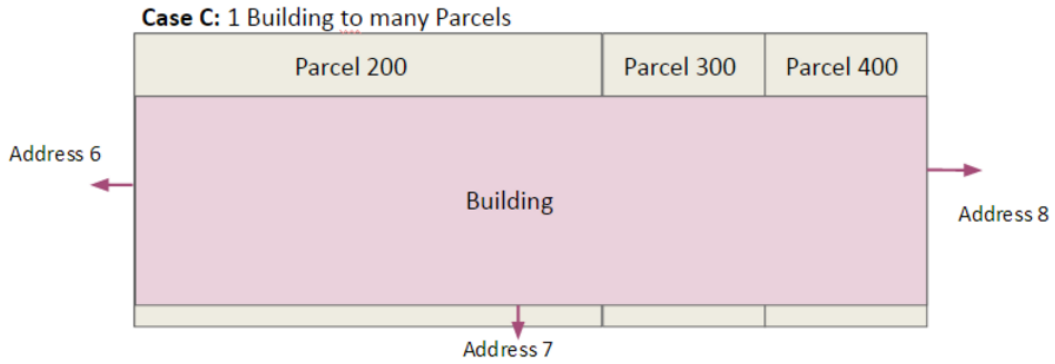 Case C: 1 Building to many Parcels
Parcel 200 Parcel 300 Parcel 400
Address 6
Building
Address 8
Address 7